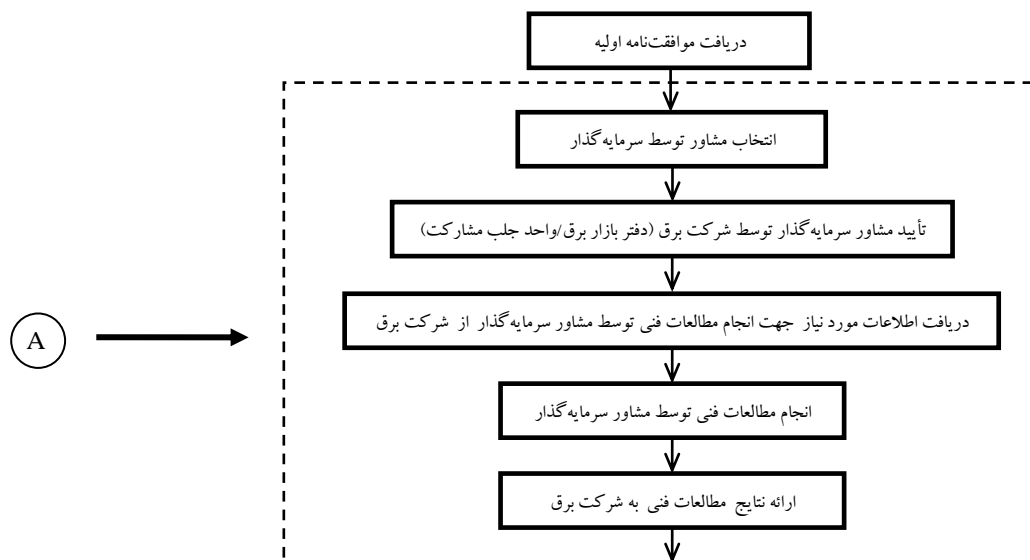 دریافت موافقت‌نامه اولیه
انتخاب مشاور توسط سرمایه‌گذار
تأیید مشاور سرمایه‌گذار توسط شرکت برق (دفتر بازار برق/واحد جلب مشارکت)
دریافت اطلاعات مورد نیاز جهت انجام مطالعات فنی توسط مشاور سرمایه‌گذار از شرکت برق
A
انجام مطالعات فنی توسط مشاور سرمایه‌گذار
ارائه نتایج مطالعات فنی به شرکت برق